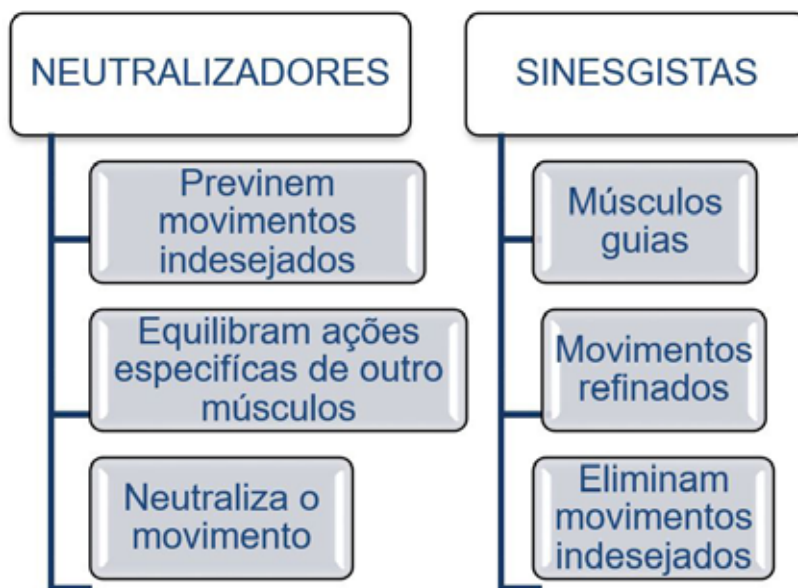 NEUTRALIZADORES
Previnem
movimentos
indesejados
Equilibram ações
especifícas de outro
músculos
Neutraliza o
movimento
SINESGISTAS
Músculos
guias
Movimentos
refinados
Eliminam
movimentos
indesejados